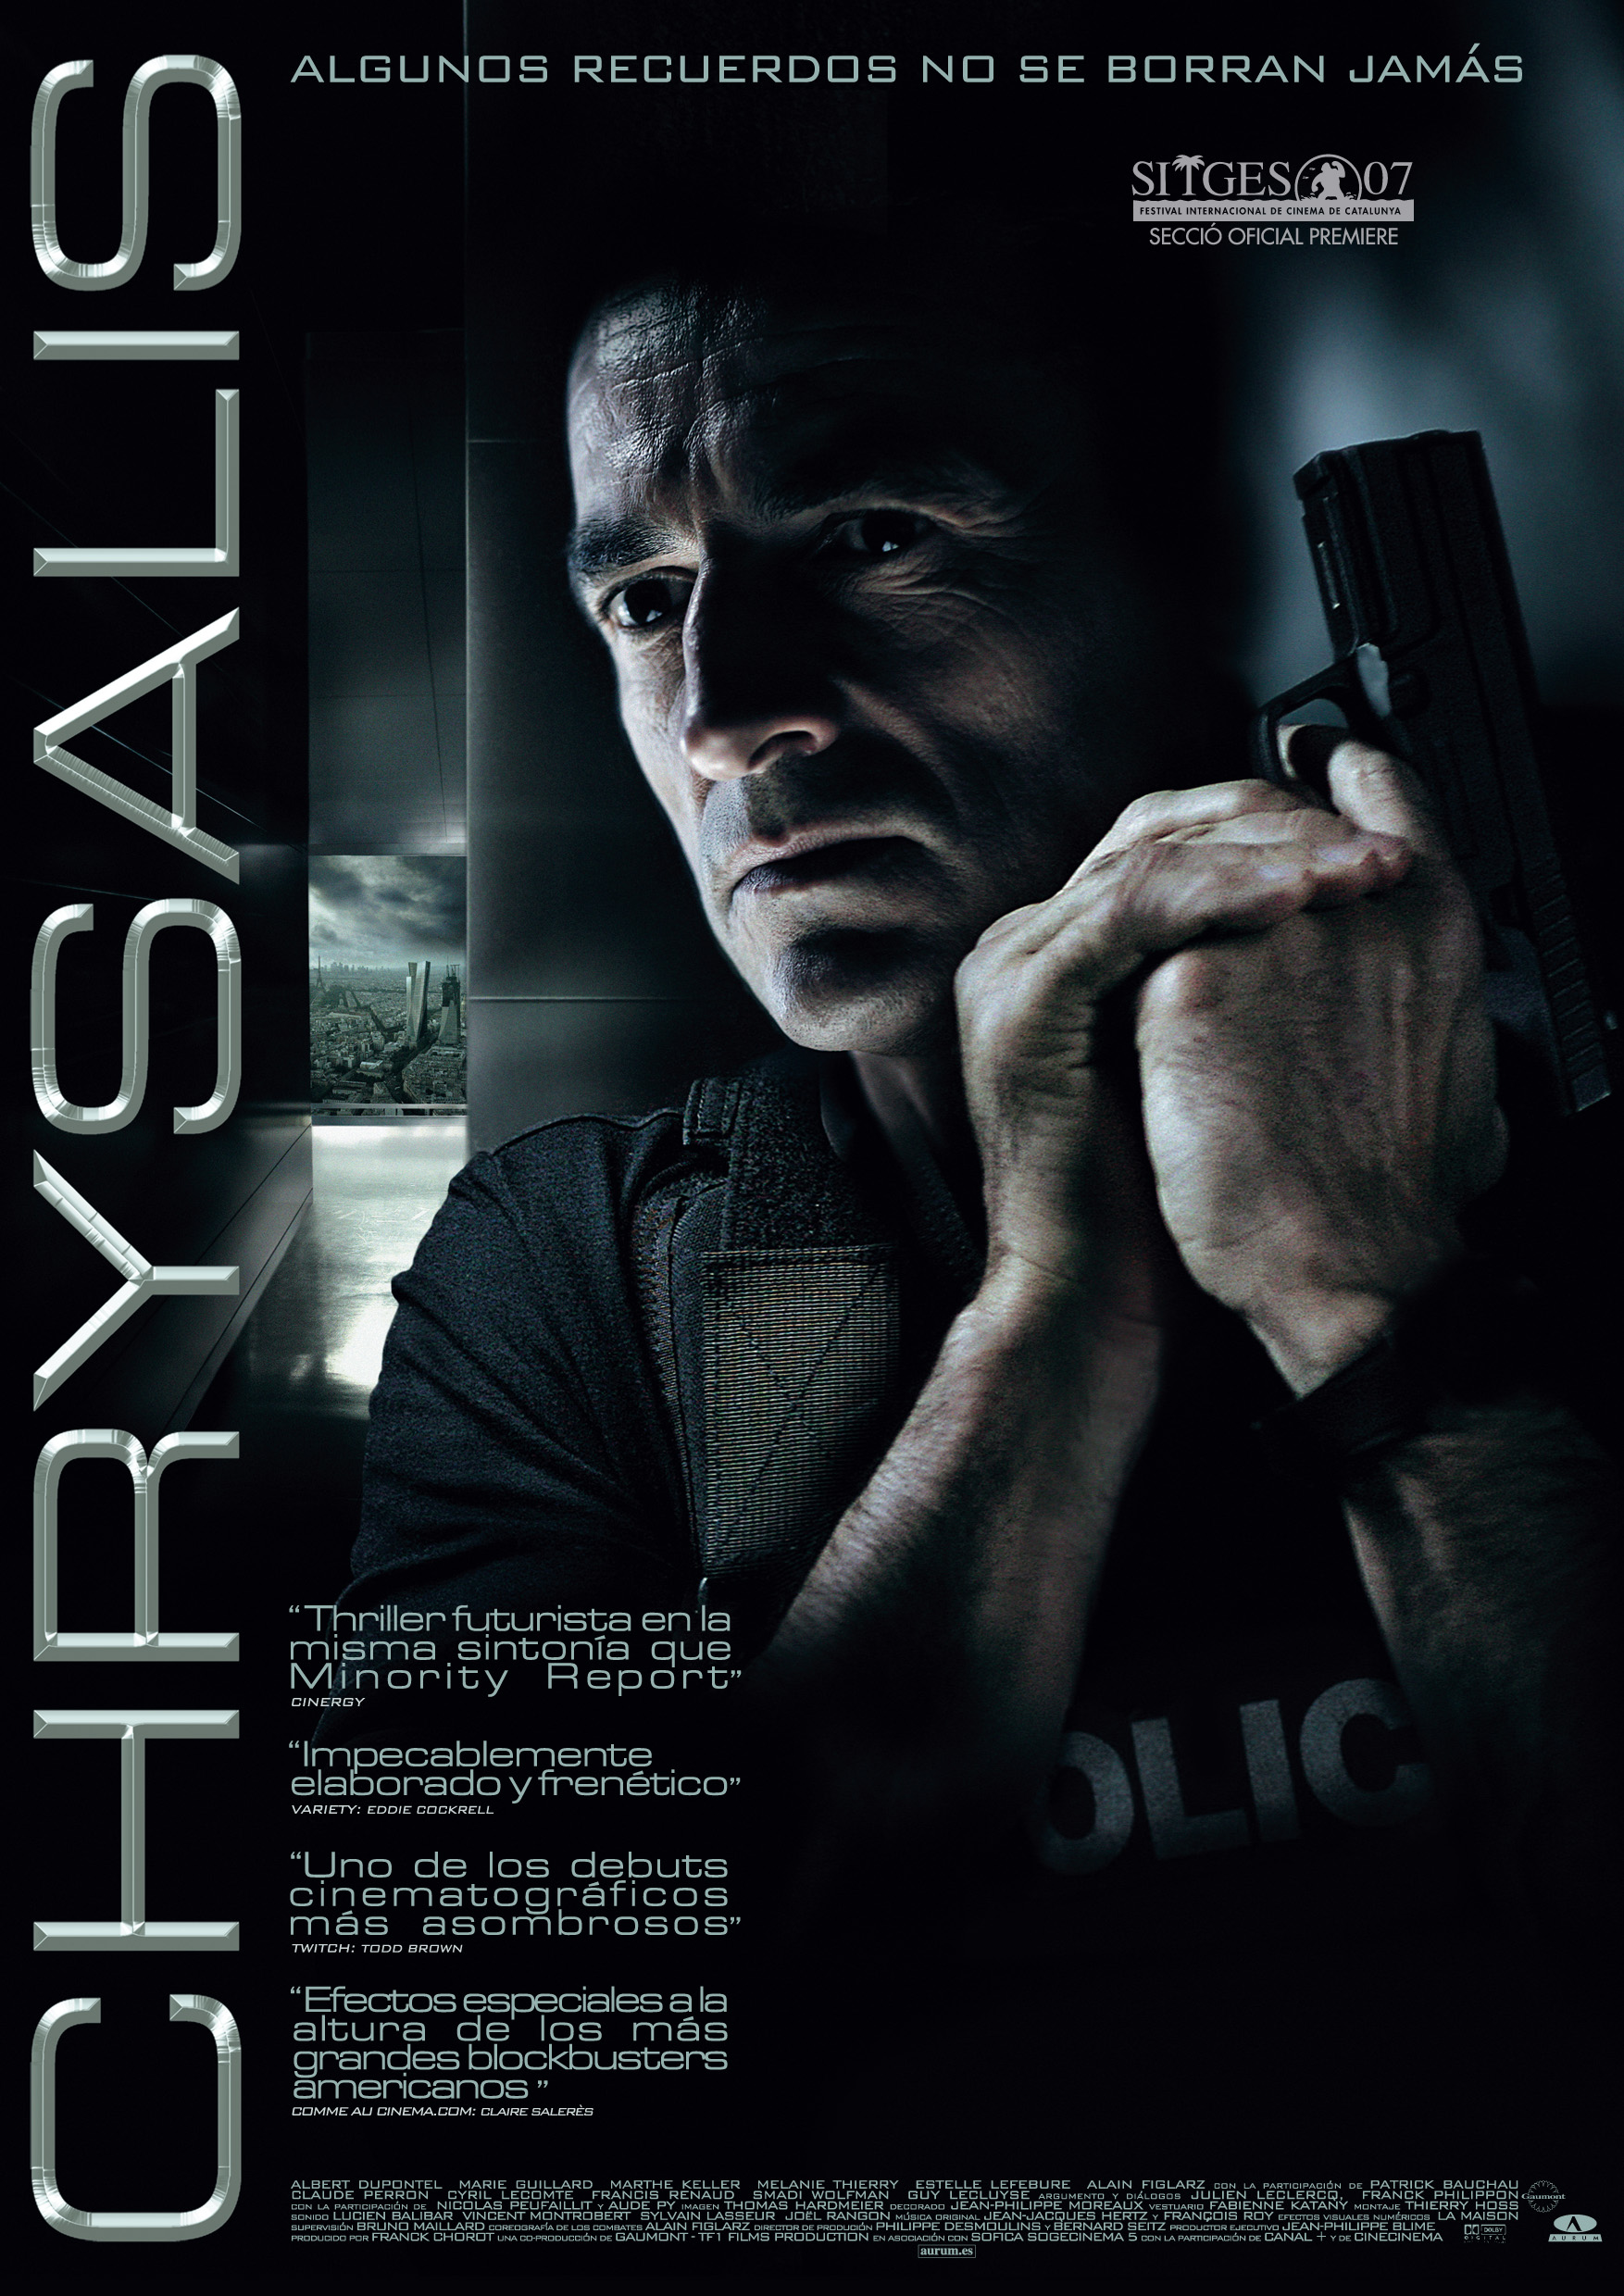 CHRYSALIS
ALGUNOS RECUERDOS NO SE BORRAN JAMÁS
SITGES 07
FESTIVAL INTERNACIONAL DE CINEMA DE CATALUNYA
SECCIÓ OFICIAL PREMIERE
OLIC
“Thriller futurista en la
misma sintonía que
Minority Report”
CINERGY
“Impecablemente
elaborado y frenético”
VARIETY: EDDIE COCKRELL
“Uno de los debuts
cinematográficos
más asombrosos”
TWITCH: TODD BROWN
“Efectos especiales a la
altura de los más
grandes blockbusters
americanos ”
COMME AU CINEMA.COM: CLAIRE SALERÈS
ALBERT DUPONTEL MARIE GUILLARD MARTHE KELLER MELANIE THIERRY ESTELLE LEFEBURE ALAIN FIGLARZ CON LA PARTICIPACIÓN DE PATRICK BAUCHAU
CLAUDE PERRON CYRIL LECOMTE FRANCIS RENAUD SMADI WOLFMAN GUY LECLUYSE ARGUMENTO Y DIÁLOGOS JULIEN LECLERCQ, FRANCK PHILIPPON
CON LA PARTICIPACIÓN DE NICOLAS PEUFAILLIT Y AUDE PY IMAGEN THOMAS HARDMEIER DECORADO JEAN-PHILIPPE MOREAUX VESTUARIO FABIENNE KATANY MONTAJE THIERRY HOSS
SONIDO LUCIEN BALIBAR VINCENT MONTROBERT SYLVAIN LASSEUR JOËL RANGON MÚSICA ORIGINAL JEAN-JACQUES HERTZ Y FRANÇOIS ROY EFECTOS VISUALES NUMÉRICOS LA MAISON
SUPERVISIÓN BRUNO MAILLARD COREOGRAFÍA DE LOS COMBATES ALAIN FIGLARZ DIRECTOR DE PRODUCIÓN PHILIPPE DESMOULINS Y BERNARD SEITZ PRODUCTOR EJECUTIVO JEAN-PHILIPPE BLIME
PRODUCIDO POR FRANCK CHOROT UNA CO-PRODUCCIÓN DE GAUMONT - TF1 FILMS PRODUCTION EN ASOCIACIÓN CON SOFICA SOGECINEMA 5 CON LA PARTICIPACIÓN DE CANAL + Y DE CINECINEMA
Gaumont
DOLBY
DIGITAL
AURUM
aurum.es